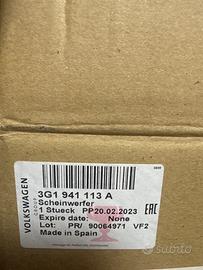 VOLKSWAGEN
GROUP
3G1 941 113 A
Scheinwerfer
1 Stueck PP20.02.2023
Expire date: None
Lot: PR/ 90064971 VF2
Made in Spain
EAC
subito